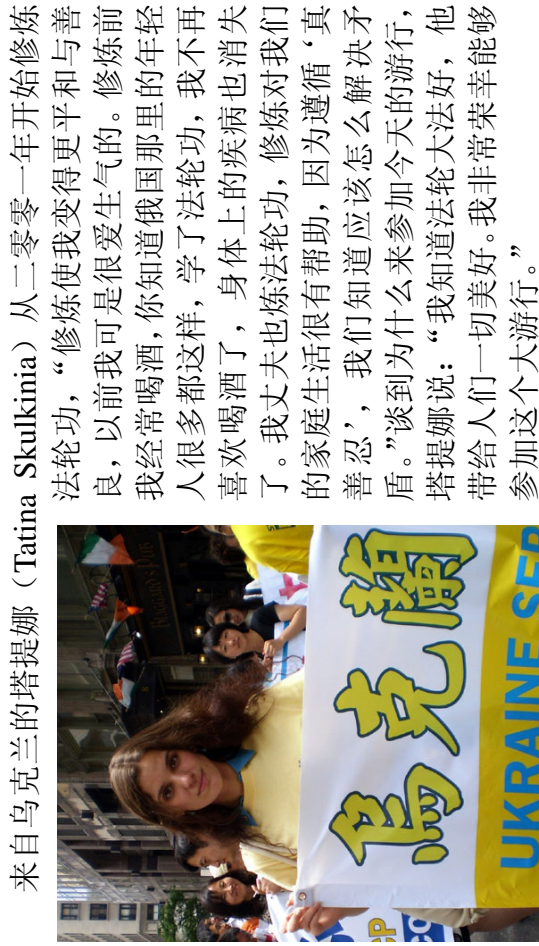 来自乌克兰的塔提娜（Tatina Skulkinia）从二零零一年开始修炼
法轮功，“修炼使我变得更平和与善
良，以前我可是很爱生气的。修炼前
我经常喝酒，你知道俄国那里的年轻
人很多都这样，学了法轮功，我不再
喜欢喝酒了，身体上的疾病也消失
了。我丈夫也炼法轮功，修炼对我们
的家庭生活很有帮助，因为遵循‘真
善忍’，我们知道应该怎么解决矛
盾。”谈到为什么来参加今天的游行，
塔提娜说：“我知道法轮大法好，他
带给人们一切美好。我非常荣幸能够
参加这个大游行。”
烏克蘭
UKRAINE SEP